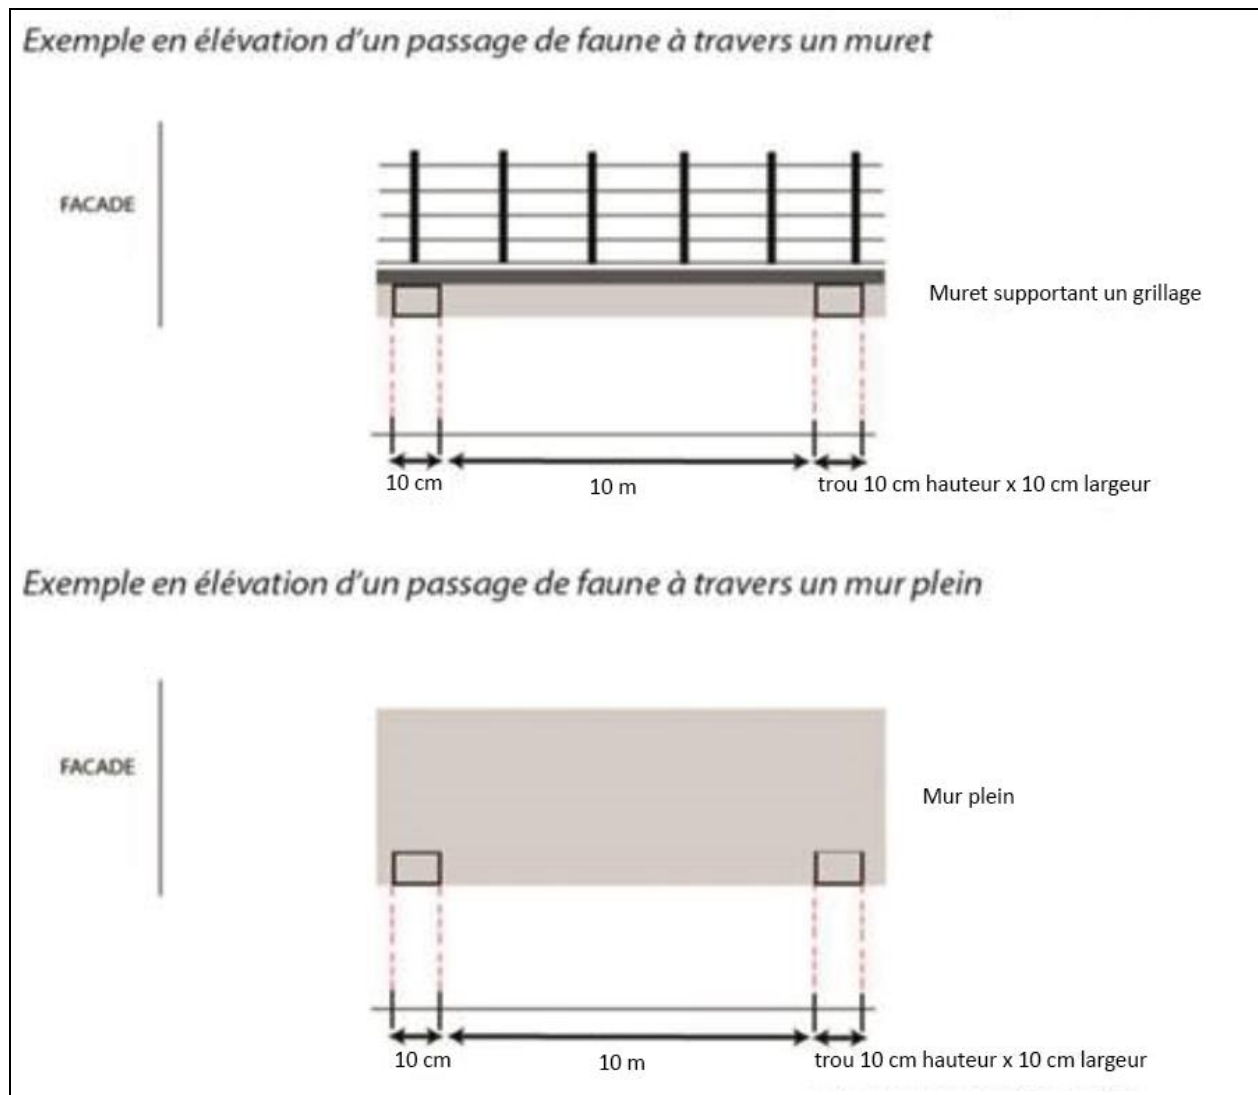 Exemple en élévation d'un passage de faune à travers un muret
FACADE
Muret supportant un grillage
10 cm
10 m
trou 10 cm hauteur x 10 cm largeur
Exemple en élévation d'un passage de faune à travers un mur plein
FACADE
Mur plein
10 cm
10 m
trou 10 cm hauteur x 10 cm largeur